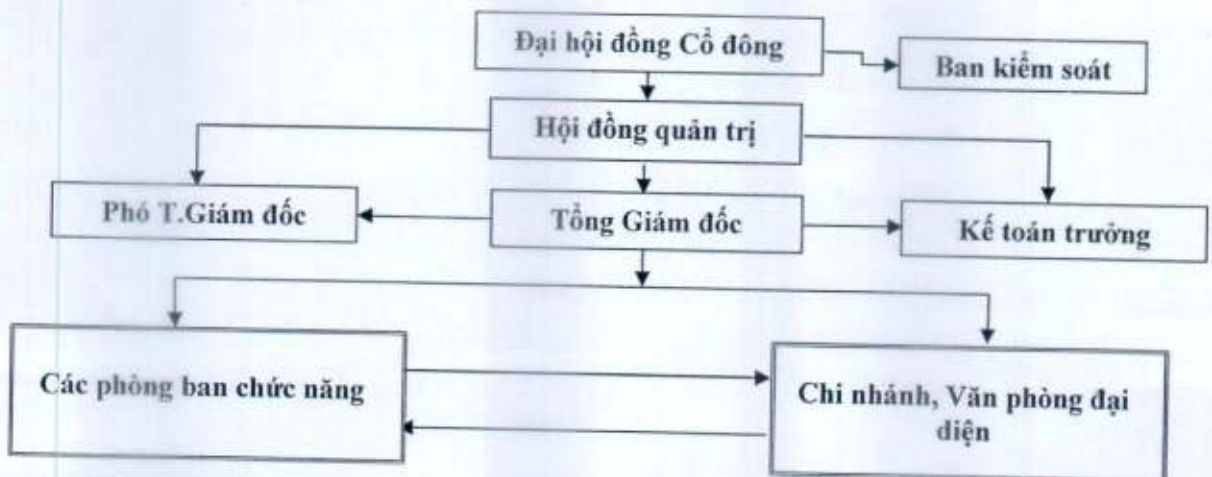 Đại hội đồng Cổ đông
Ban kiểm soát
Hội đồng quản trị
Phó T.Giám đốc
Tổng Giám đốc
Kế toán trưởng
Các phòng ban chức năng
Chi nhánh, Văn phòng đại
diện